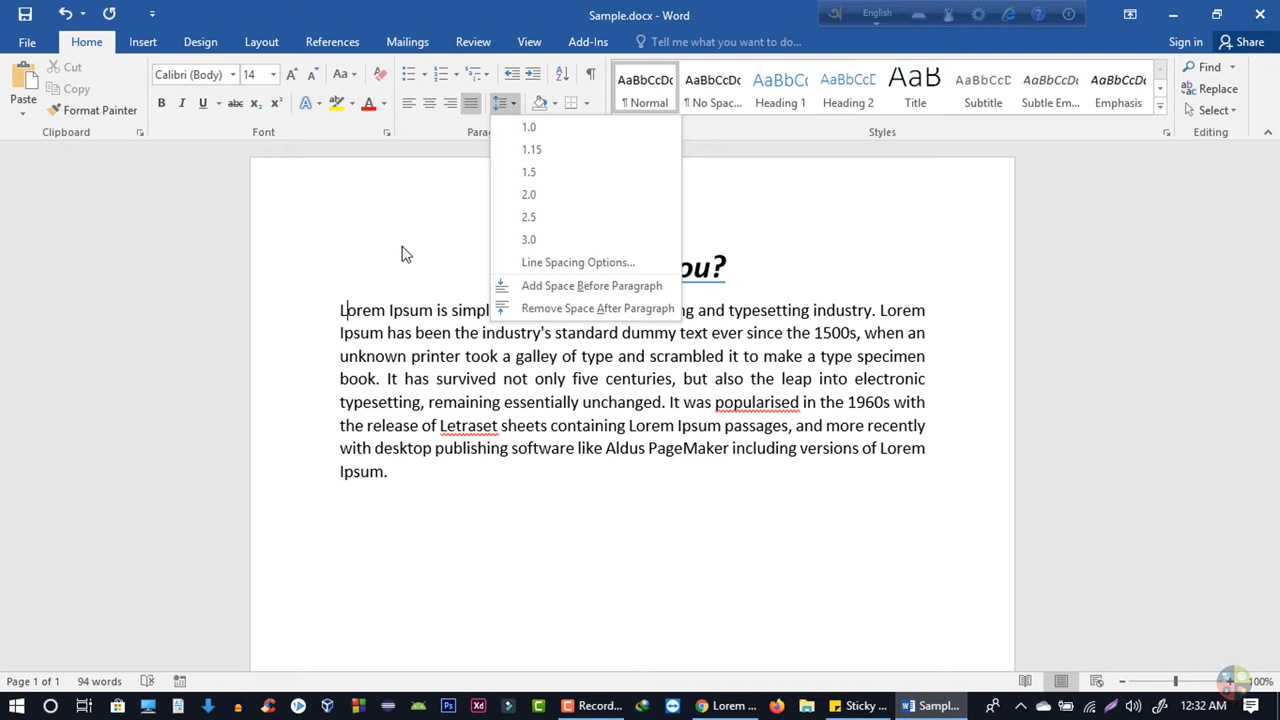 Sample.docx - Word
English
File Home Insert Design Layout References Mailings Review View Add-Ins Tell me what you want to do... Sign in Share
Paste
Cut
Copy
Format Painter
Clipboard
Calibri (Body) 14
Aa
B I U abc X₂ X²
A
Font
1.0
1.15
1.5
2.0
2.5
3.0
Line Spacing Options...
Add Space Before Paragraph
Remove Space After Paragraph
AaBbCcDc AaBbCcDc AaBbCc AaBbCcC AaB AaBbCcD AaBbCcDc AaBbCcDc
¶ Normal ¶ No Spac... Heading 1 Heading 2 Title Subtitle Subtle Em... Emphasis
Styles
Find
Replace
Select
ou?
Lorem Ipsum is simpl ng and typesetting industry. Lorem
Ipsum has been the industry's standard dummy text ever since the 1500s, when an
unknown printer took a galley of type and scrambled it to make a type specimen
book. It has survived not only five centuries, but also the leap into electronic
typesetting, remaining essentially unchanged. It was popularised in the 1960s with
the release of Letraset sheets containing Lorem Ipsum passages, and more recently
with desktop publishing software like Aldus PageMaker including versions of Lorem
Ipsum.
Page 1 of 1 94 words
100%
Record... Lorem ... Sticky ... Sampl... 12:32 AM